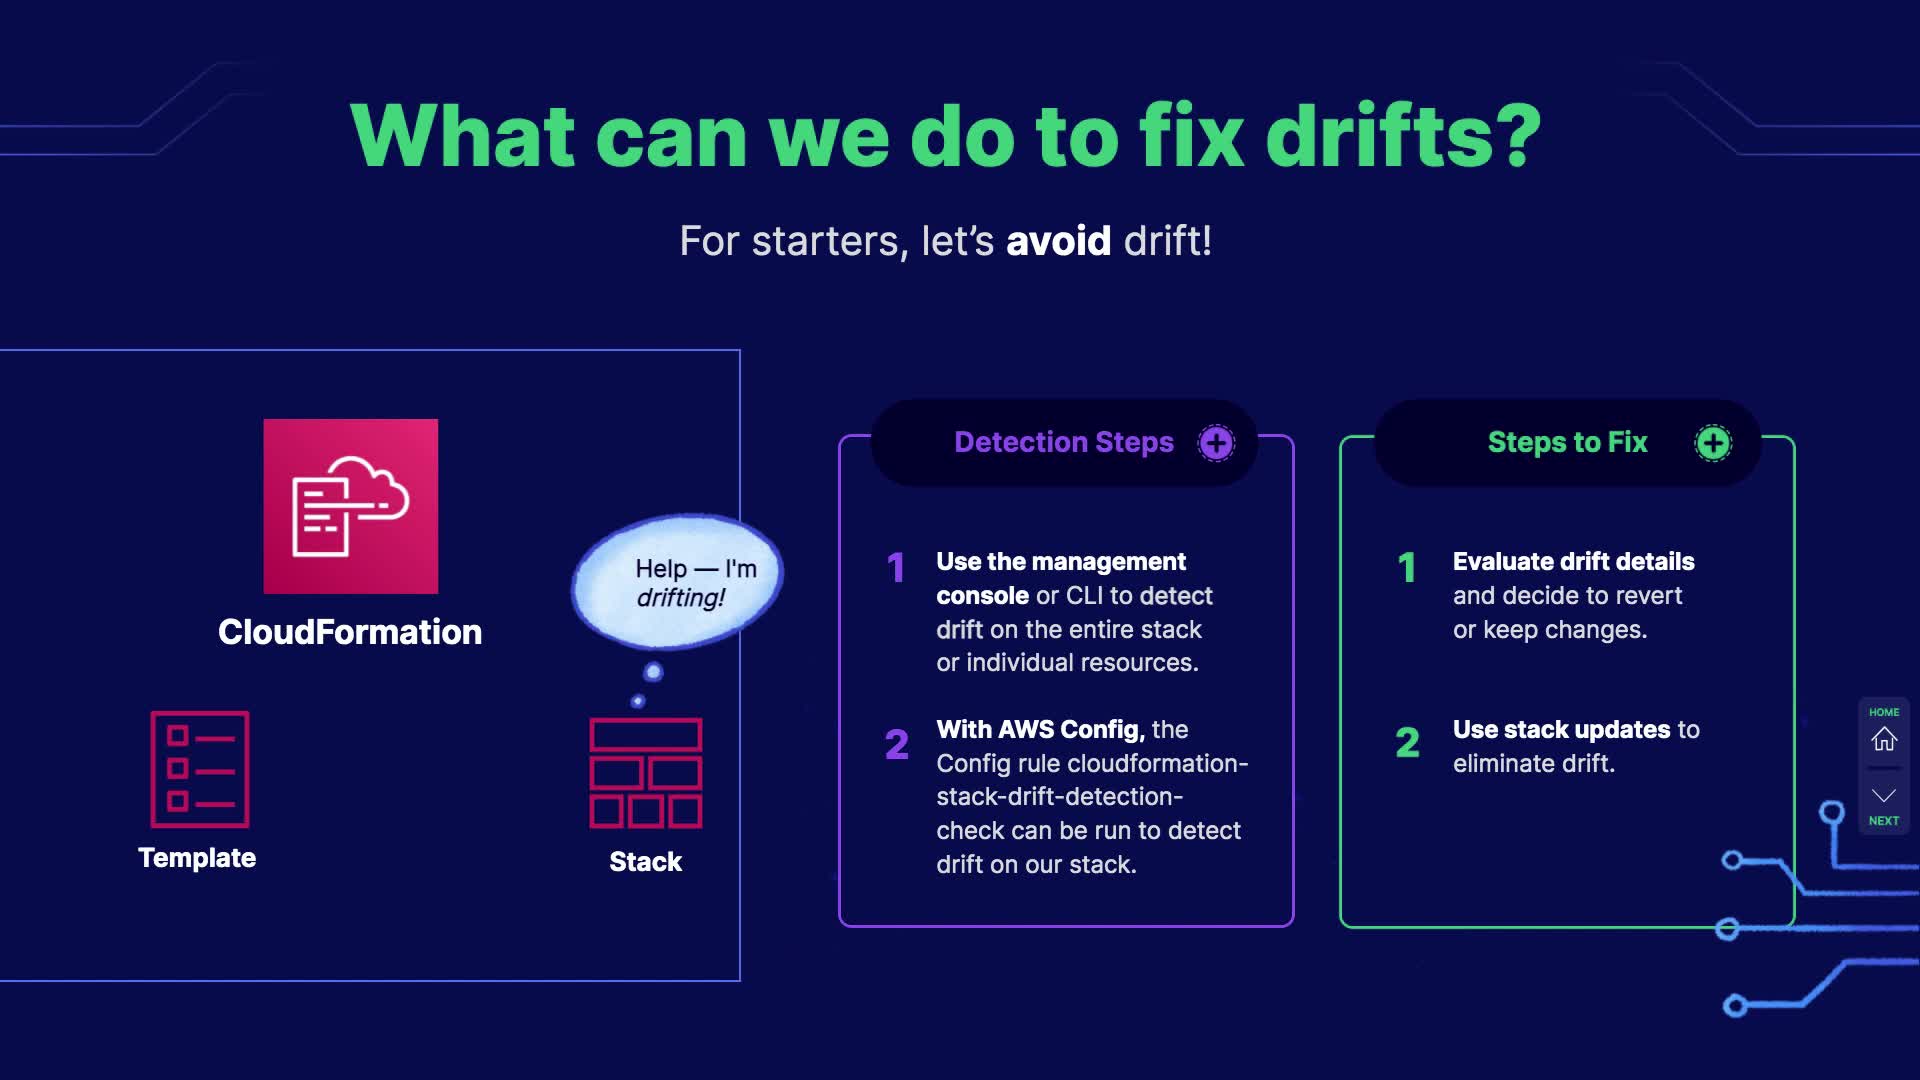 What can we do to fix drifts?
For starters, let’s avoid drift!
CloudFormation
Help — I'm
drifting!
Template
Stack
Detection Steps
1
Use the management
console or CLI to detect
drift on the entire stack
or individual resources.
2
With AWS Config, the
Config rule cloudformation-
stack-drift-detection-
check can be run to detect
drift on our stack.
Steps to Fix
1
Evaluate drift details
and decide to revert
or keep changes.
2
Use stack updates to
eliminate drift.
HOME
NEXT